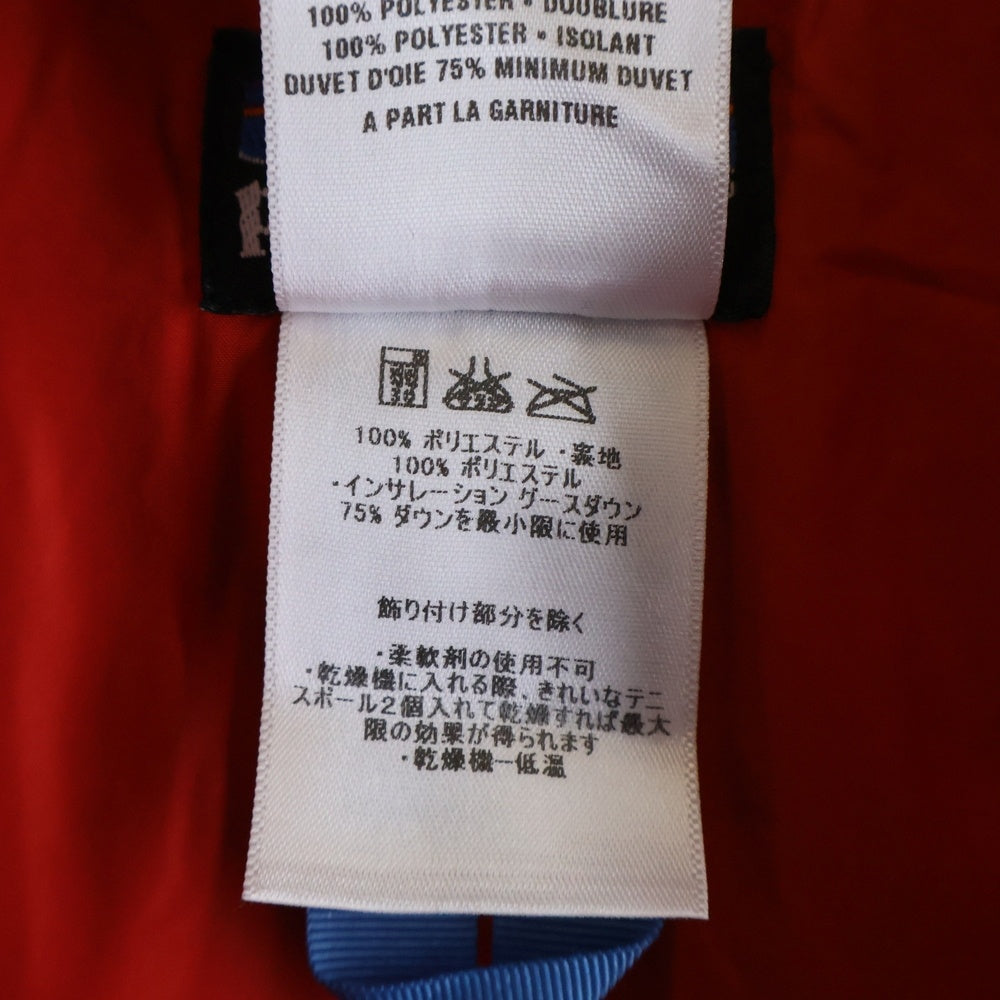 100% POLYESTER • DOUBLURE
100% POLYESTER • ISOLANT
DUVET D'OIE 75% MINIMUM DUVET
A PART LA GARNITURE
100% ポリエステル ・裏地
100% ポリエステル
・インサレーション グースダウン
75% ダウンを最小限に使用
飾り付け部分を除く
・柔軟剤の使用不可
・乾燥機に入れる際、きれいなテニ
スボール2個入れて乾燥すれば最大
限の効果が得られます
・乾燥機ー低温